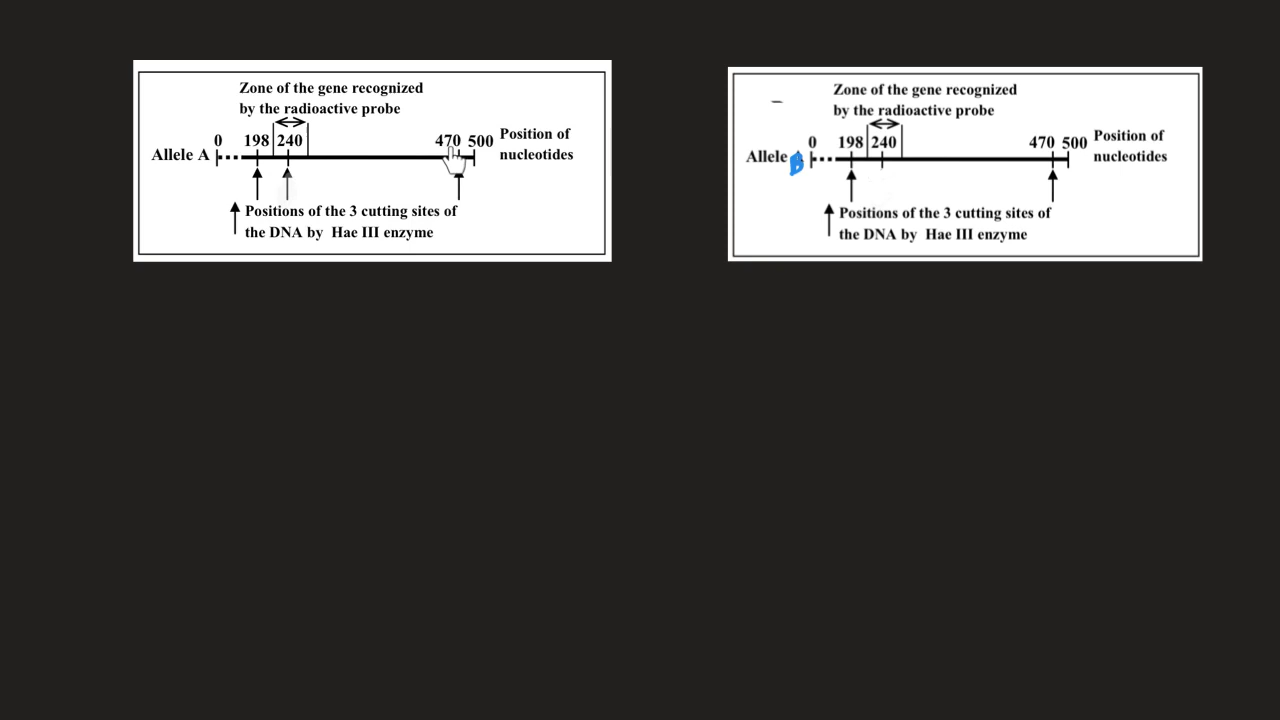 Zone of the gene recognized
by the radioactive probe
0 198 240 470 500 Position of
nucleotides
Allele A
Positions of the 3 cutting sites of
the DNA by Hae III enzyme
Zone of the gene recognized
by the radioactive probe
0 198 240 470 500 Position of
nucleotides
Allele B
Positions of the 3 cutting sites of
the DNA by Hae III enzyme